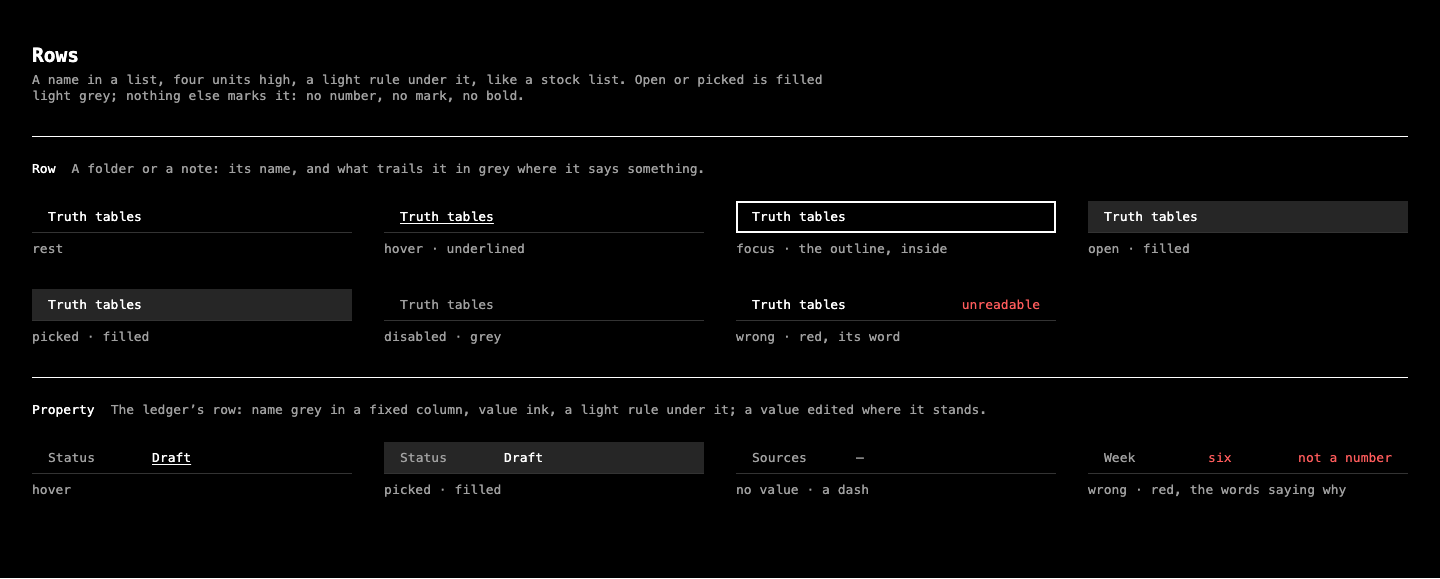 Rows
A name in a list, four units high, a light rule under it, like a stock list. Open or picked is filled
light grey; nothing else marks it: no number, no mark, no bold.
Row A folder or a note: its name, and what trails it in grey where it says something.
Truth tables Truth tables Truth tables Truth tables
rest hover · underlined focus · the outline, inside open · filled
Truth tables Truth tables Truth tables unreadable
picked · filled disabled · grey wrong · red, its word
Property The ledger’s row: name grey in a fixed column, value ink, a light rule under it; a value edited where it stands.
Status Draft Status Draft Sources — Week six not a number
hover picked · filled no value · a dash wrong · red, the words saying why